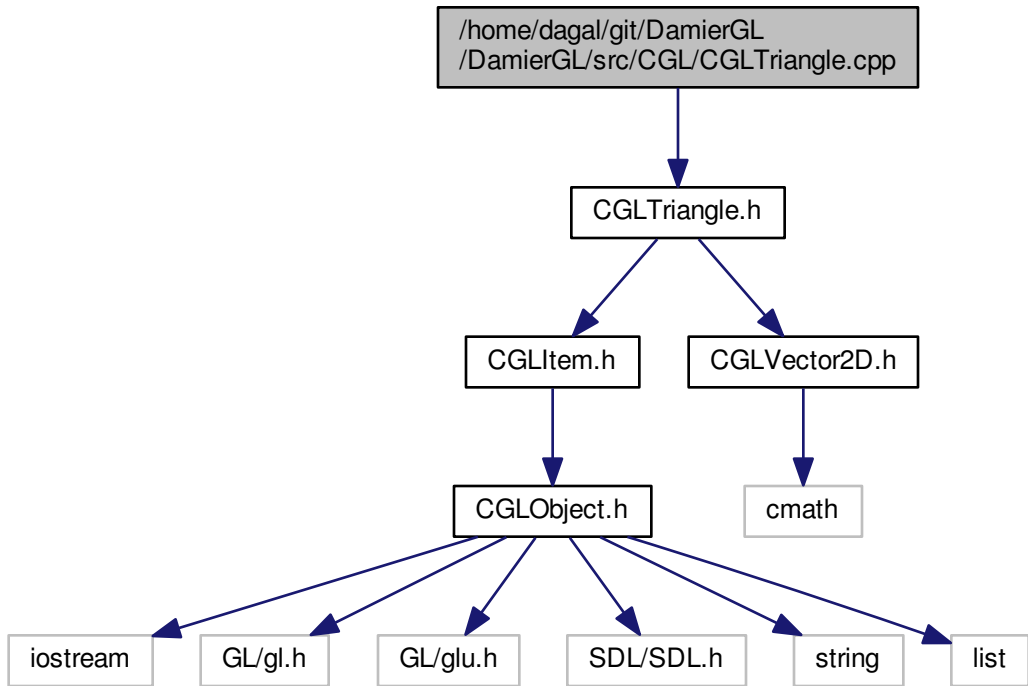 /home/dagal/git/DamierGL
/DamierGL/src/CGL/CGLTriangle.cpp
CGLTriangle.h
CGLItem.h
CGLVector2D.h
CGLObject.h
cmath
iostream
GL/gl.h
GL/glu.h
SDL/SDL.h
string
list